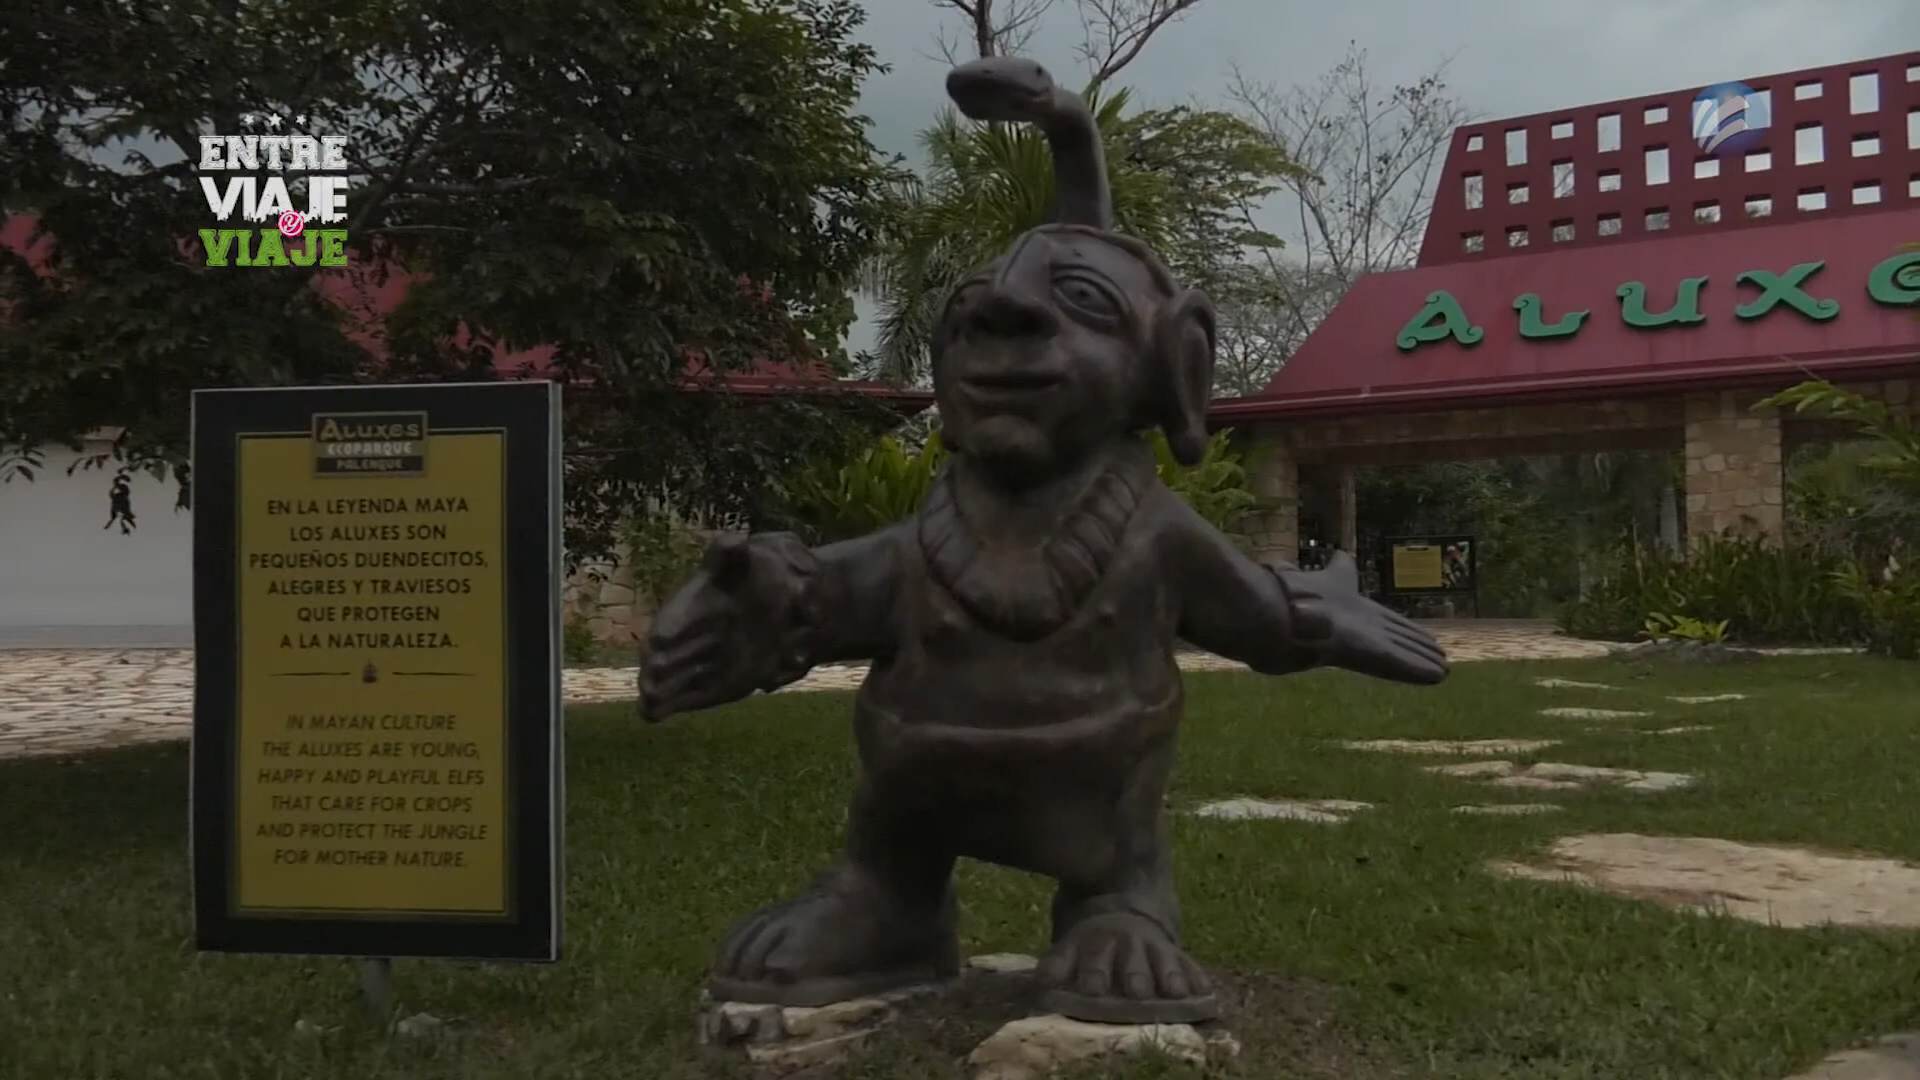 ENTRE
VIAJE
Y
VIAJE
ALUXES
ECOPARQUE
PALENQUE
EN LA LEYENDA MAYA
LOS ALUXES SON
PEQUEÑOS DUENDECITOS,
ALEGRES Y TRAVIESOS
QUE PROTEGEN
A LA NATURALEZA.
IN MAYAN CULTURE
THE ALUXES ARE YOUNG,
HAPPY AND PLAYFUL ELFS
THAT CARE FOR CROPS
AND PROTECT THE JUNGLE
FOR MOTHER NATURE.
ALUXE